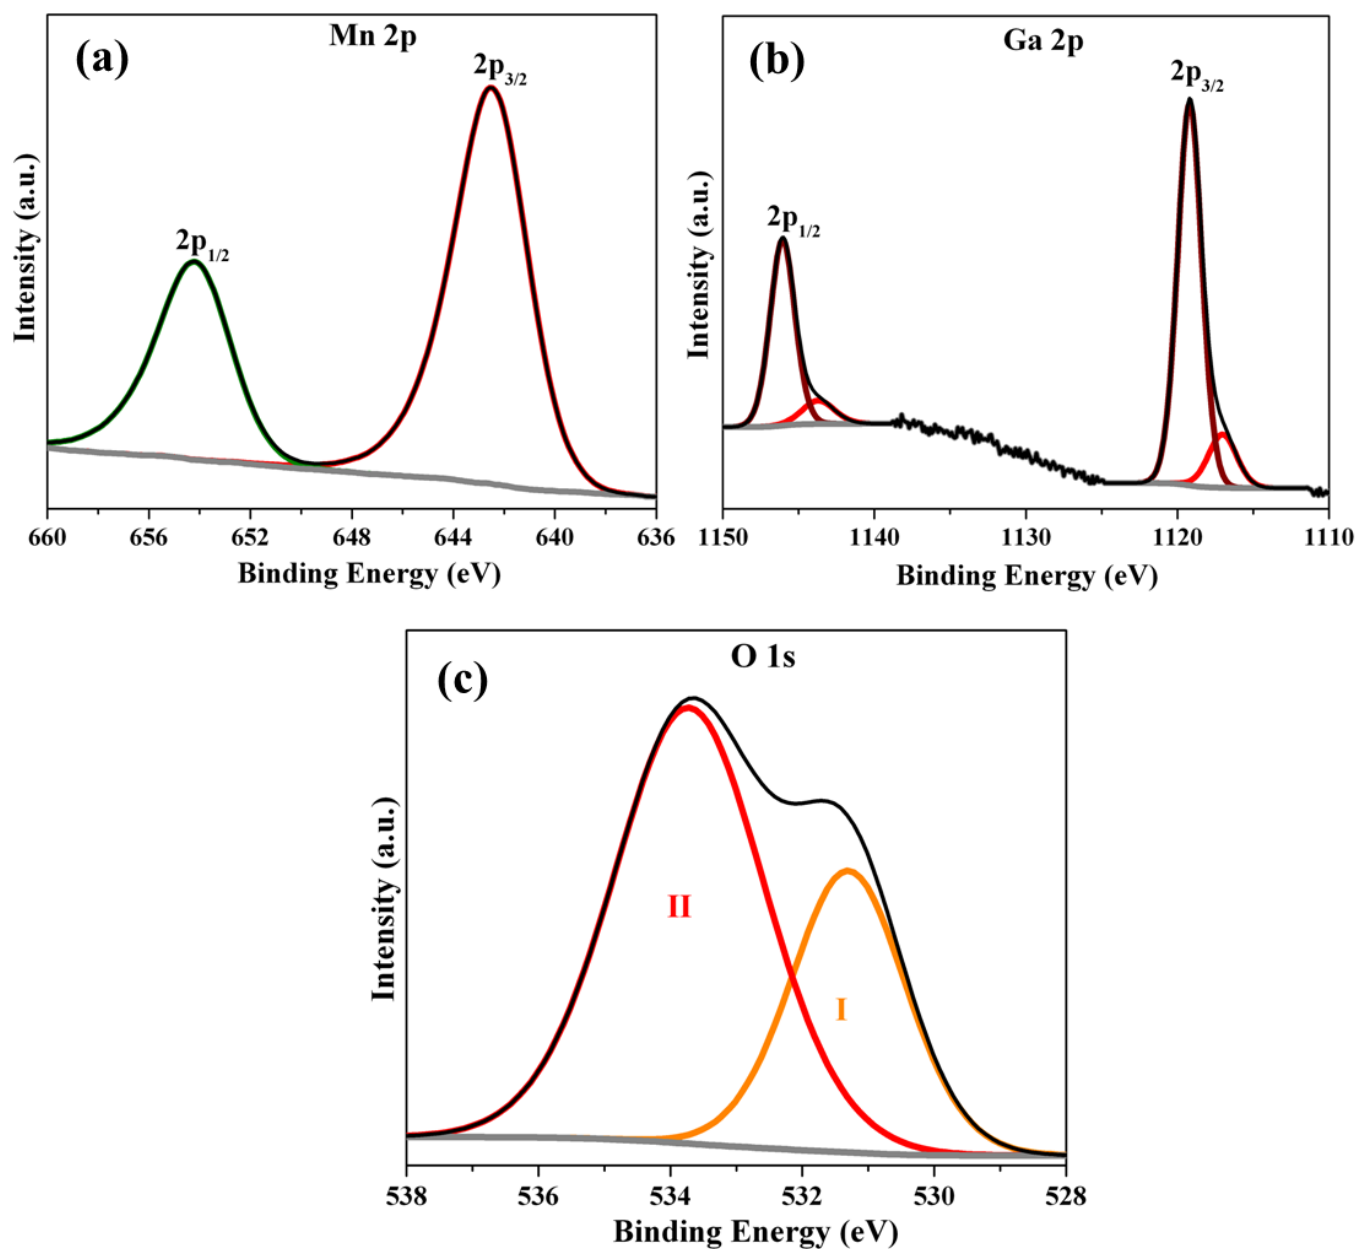 (a)
Mn 2p
2p3/2
2p1/2
Intensity (a.u.)
660 656 652 648 644 640 636
Binding Energy (eV)
(b)
Ga 2p
2p3/2
2p1/2
Intensity (a.u.)
1150 1140 1130 1120 1110
Binding Energy (eV)
(c)
O 1s
II
I
Intensity (a.u.)
538 536 534 532 530 528
Binding Energy (eV)